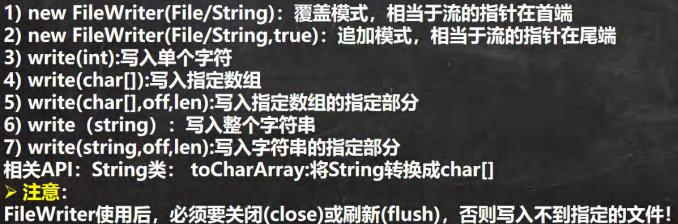 1) new FileWriter(File/String)：覆盖模式，相当于流的指针在首端
2) new FileWriter(File/String,true)：追加模式，相当于流的指针在尾端
3) write(int):写入单个字符
4) write(char[]):写入指定数组
5) write(char[],off,len):写入指定数组的指定部分
6) write（string）：写入整个字符串
7) write(string,off,len):写入字符串的指定部分
相关API：String类： toCharArray:将String转换成char[]
➢ 注意：
FileWriter使用后，必须要关闭(close)或刷新(flush)，否则写入不到指定的文件!